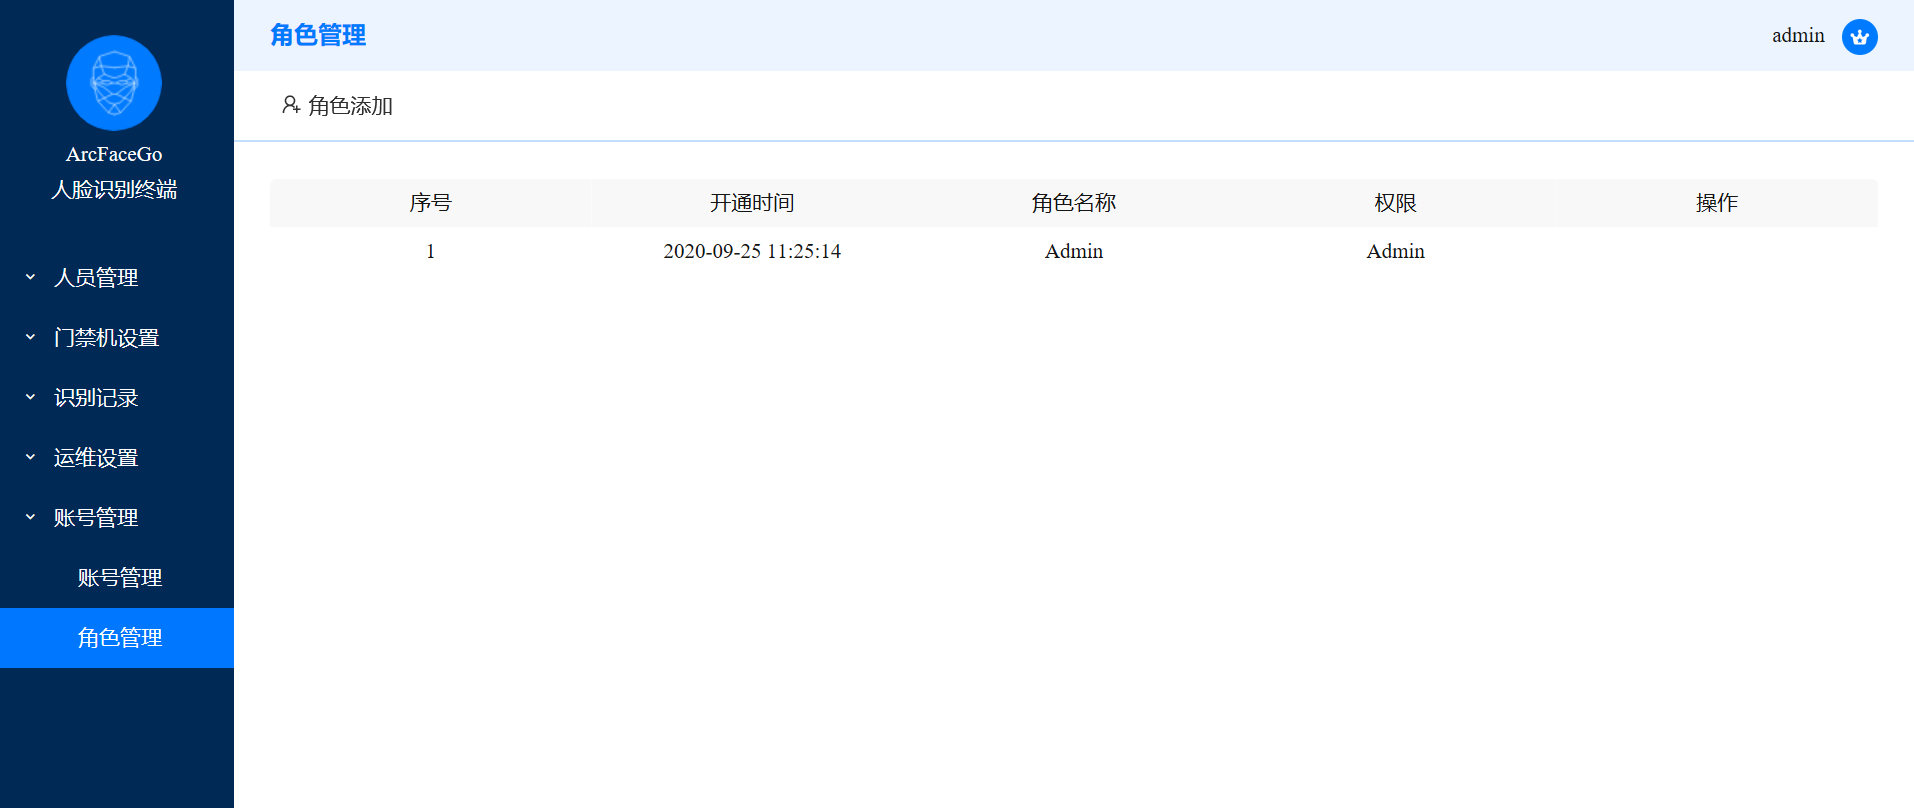 ArcFaceGo
人脸识别终端
人员管理
门禁机设置
识别记录
运维设置
账号管理
账号管理
角色管理
角色管理
admin
角色添加
序号 开通时间 角色名称 权限 操作
1 2020-09-25 11:25:14 Admin Admin